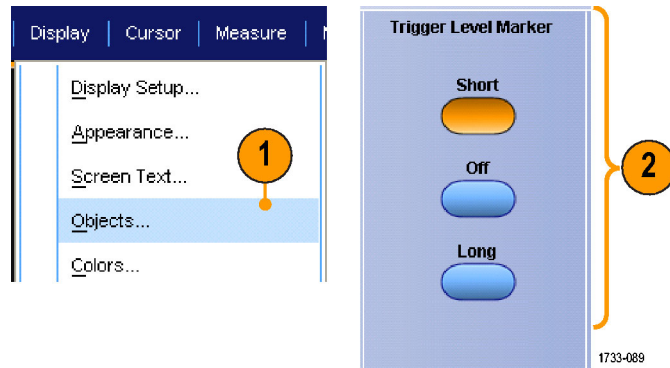 Display | Cursor | Measure |
Display Setup...
Appearance...
Screen Text...
Objects...
Colors...
1
Trigger Level Marker
Short
Off
Long
2
1733-089